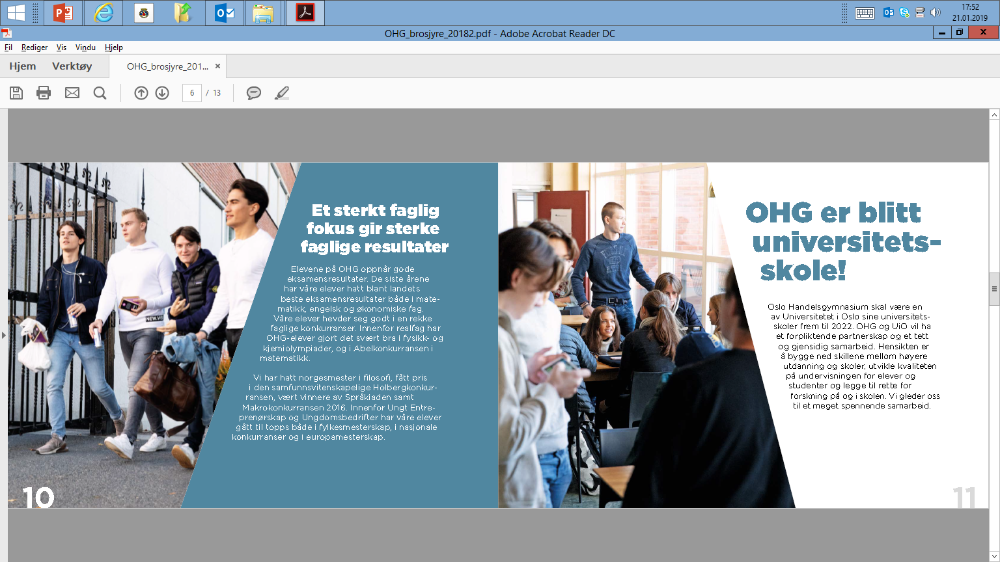 17:52
21.01.2019
OHG_brosjyre_20182.pdf - Adobe Acrobat Reader DC
Fil Rediger Vis Vindu Hjelp
Hjem Verktøy OHG_brosjyre_201... ×
6 / 13
Et sterkt faglig
fokus gir sterke
faglige resultater
Elevene på OHG oppnår gode
eksamensresultater. De siste årene
har våre elever hatt blant landets
beste eksamensresultater både i mate-
matikk, engelsk og økonomiske fag.
Våre elever hevder seg godt i en rekke
faglige konkurranser. Innenfor realfag har
OHG-elever gjort det svært bra i fysikk- og
kjemiolympiader, og i Abelkonkurransen i
matematikk.
Vi har hatt norgesmester i filosofi, fått pris
i den samfunnsvitenskapelige Holbergkonkur-
ransen, vært vinnere av Språkiaden samt
Makrokonkurransen 2016. Innenfor Ungt Entre-
prenørskap og Ungdomsbedrifter har våre elever
gått til topps både i fylkesmesterskap, i nasjonale
konkurranser og i europamesterskap.
10
OHG er blitt
universitets-
skole!
Oslo Handelsgymnasium skal være en
av Universitetet i Oslo sine universitets-
skoler frem til 2022. OHG og UiO vil ha
et forpliktende partnerskap og et tett
og gjensidig samarbeid. Hensikten er
å bygge ned skillene mellom høyere
utdanning og skoler, utvikle kvaliteten
på undervisningen for elever og
studenter og legge til rette for
forskning på og i skolen. Vi gleder oss
til et meget spennende samarbeid.
11